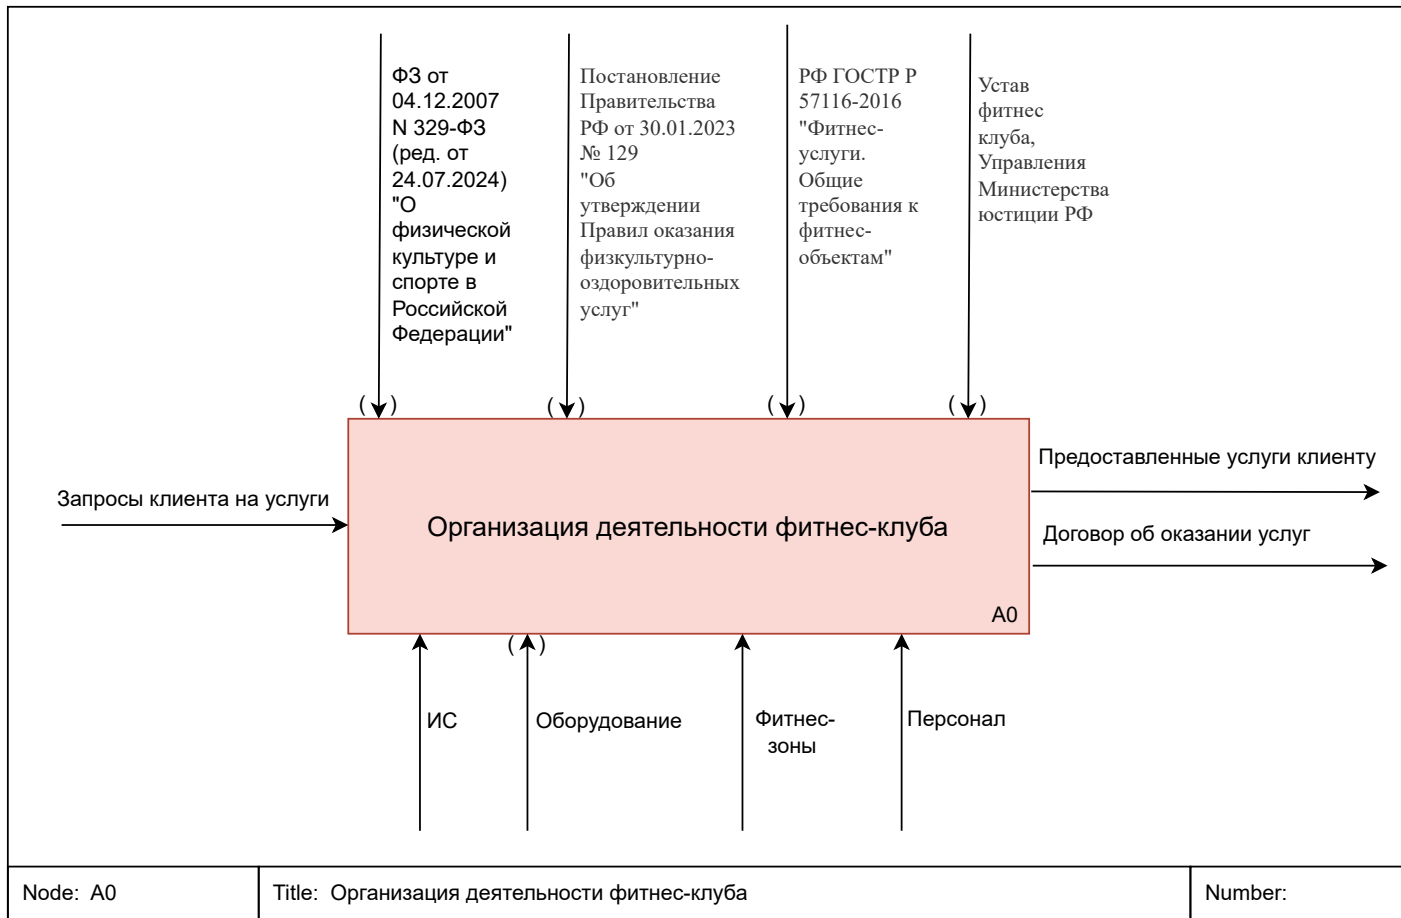 ФЗ от
04.12.2007
N 329-ФЗ
(ред. от
24.07.2024)
"О
физической
культуре и
спорте в
Российской
Федерации"
Постановление
Правительства
РФ от 30.01.2023
№ 129
"Об
утверждении
Правил оказания
физкультурно-
оздоровительных
услуг"
РФ ГОСТР Р
57116-2016
"Фитнес-
услуги.
Общие
требования к
фитнес-
объектам"
Устав
фитнес
клуба,
Управления
Министерства
юстиции РФ
Запросы клиента на услуги
Организация деятельности фитнес-клуба
A0
Предоставленные услуги клиенту
Договор об оказании услуг
ИС
Оборудование
Фитнес-
зоны
Персонал
Node: A0
Title: Организация деятельности фитнес-клуба
Number: